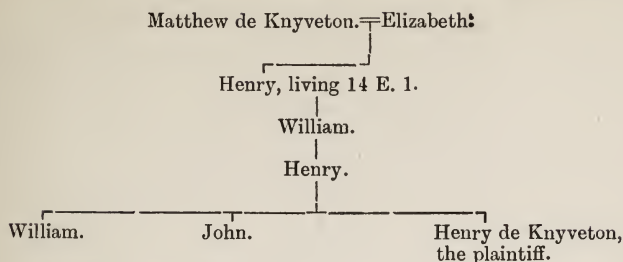 Matthew de Knyveton.=Elizabeth:
Henry, living 14 E. 1.
William.
Henry.
William. John. Henry de Knyveton,
the plaintiff.